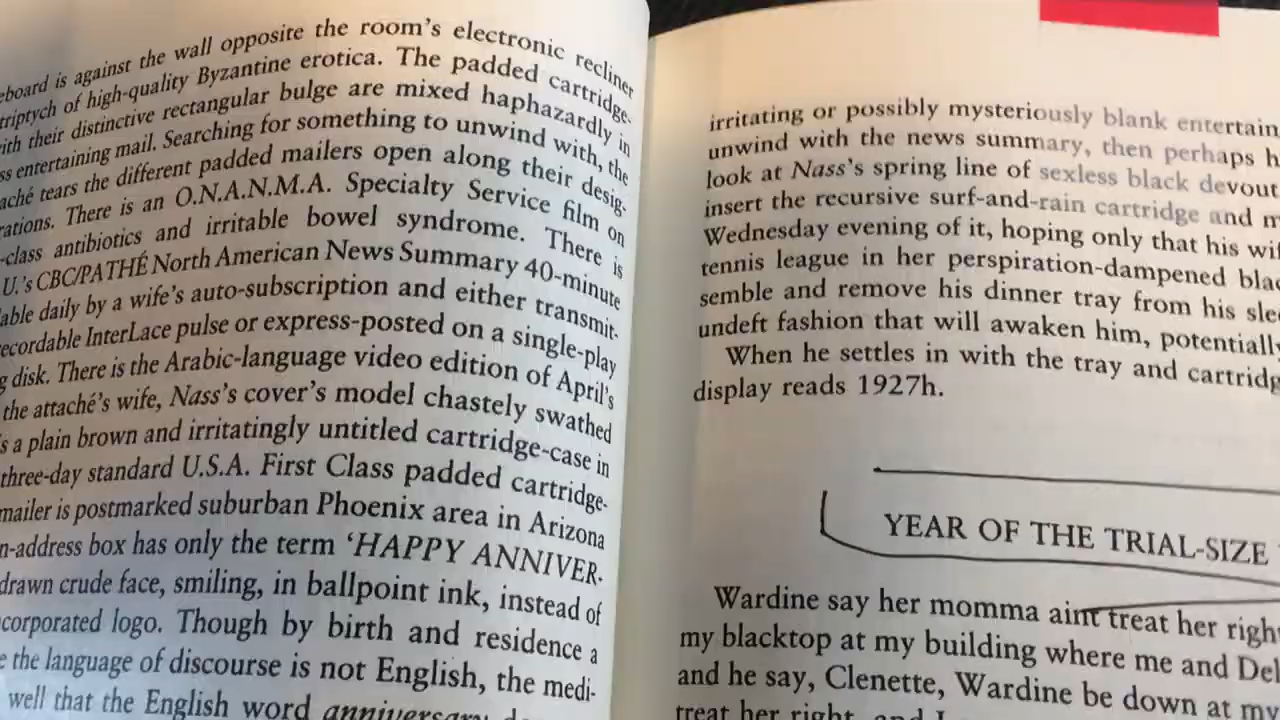 eboard is against the wall opposite the room's electronic recliner
triptych of high-quality Byzantine erotica. The padded cartridge-
ith their distinctive rectangular bulge are mixed haphazardly in
ss entertaining mail. Searching for something to unwind with, the
aché tears the different padded mailers open along their desig-
rations. There is an O.N.A.N.M.A. Specialty Service film on
-class antibiotics and irritable bowel syndrome. There is
U.'s CBC/PATHÉ North American News Summary 40-minute
able daily by a wife's auto-subscription and either transmit-
ecordable InterLace pulse or express-posted on a single-play
g disk. There is the Arabic-language video edition of April's
the attaché's wife, Nass's cover's model chastely swathed
s a plain brown and irritatingly untitled cartridge-case in
three-day standard U.S.A. First Class padded cartridge-
mailer is postmarked suburban Phoenix area in Arizona
n-address box has only the term 'HAPPY ANNIVER-
drawn crude face, smiling, in ballpoint ink, instead of
corporated logo. Though by birth and residence a
e the language of discourse is not English, the medi-
well that the English word anniversary
irritating or possibly mysteriously blank entertain
unwind with the news summary, then perhaps h
look at Nass's spring line of sexless black devout
insert the recursive surf-and-rain cartridge and m
Wednesday evening of it, hoping only that his wif
tennis league in her perspiration-dampened blac
semble and remove his dinner tray from his slee
undeft fashion that will awaken him, potentially
When he settles in with the tray and cartridg
display reads 1927h.
YEAR OF THE TRIAL-SIZE
Wardine say her momma aint treat her right
my blacktop at my building where me and Del
and he say, Clenette, Wardine be down at my
treat her right, and I